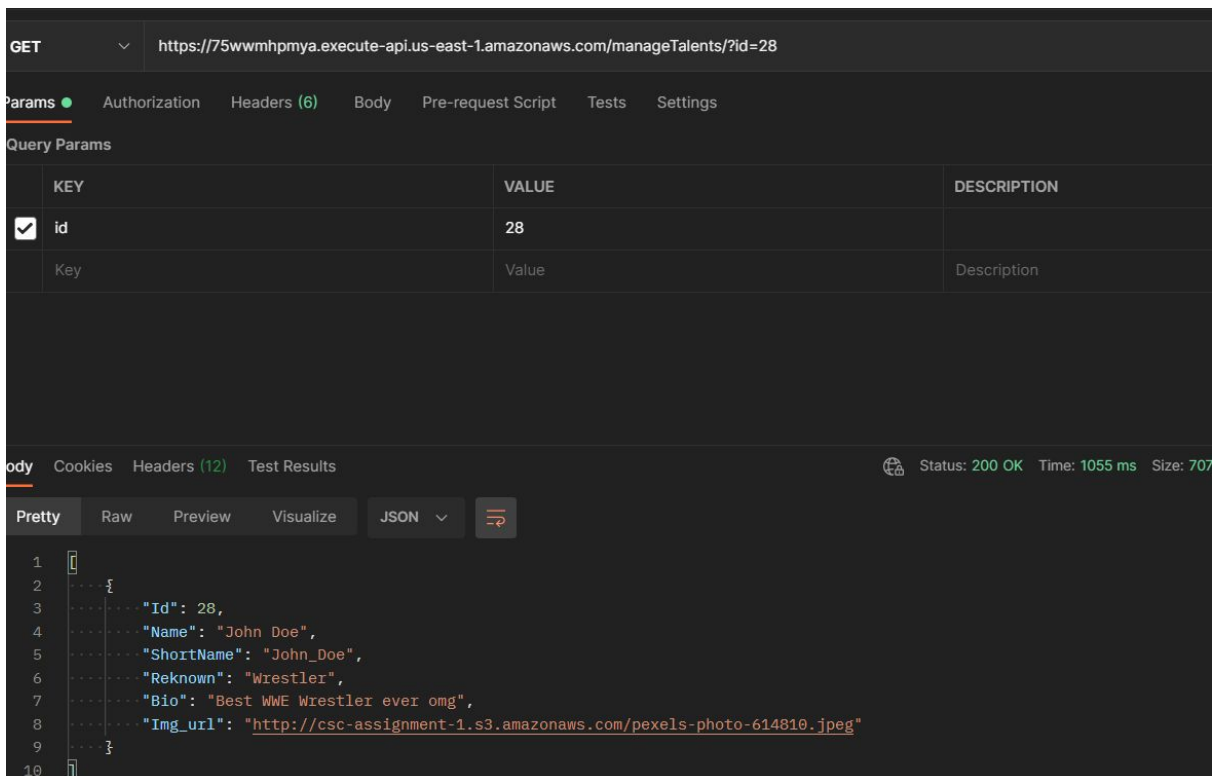 GET https://75wwmhpmya.execute-api.us-east-1.amazonaws.com/manageTalents/?id=28
Params Authorization Headers (6) Body Pre-request Script Tests Settings
Query Params
KEY VALUE DESCRIPTION
id 28
Key Value Description
ody Cookies Headers (12) Test Results Status: 200 OK Time: 1055 ms Size: 707
Pretty Raw Preview Visualize JSON
1 [
2 {
3 "Id": 28,
4 "Name": "John Doe",
5 "ShortName": "John_Doe",
6 "Reknown": "Wrestler",
7 "Bio": "Best WWE Wrestler ever omg",
8 "Img_url": "http://csc-assignment-1.s3.amazonaws.com/pexels-photo-614810.jpeg"
9 }
10 ]